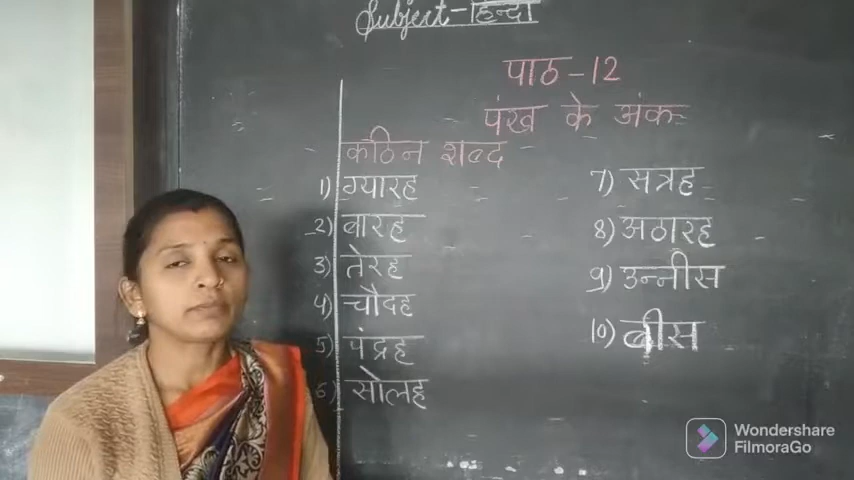 Subject - हिन्दी
पाठ - 12
पंख के अंक
कठिन शब्द
1) ग्यारह
2) बारह
3) तेरह
4) चौदह
5) पंद्रह
6) सोलह
7) सत्रह
8) अठारह
9) उन्नीस
10) बीस
Wondershare
FilmoraGo